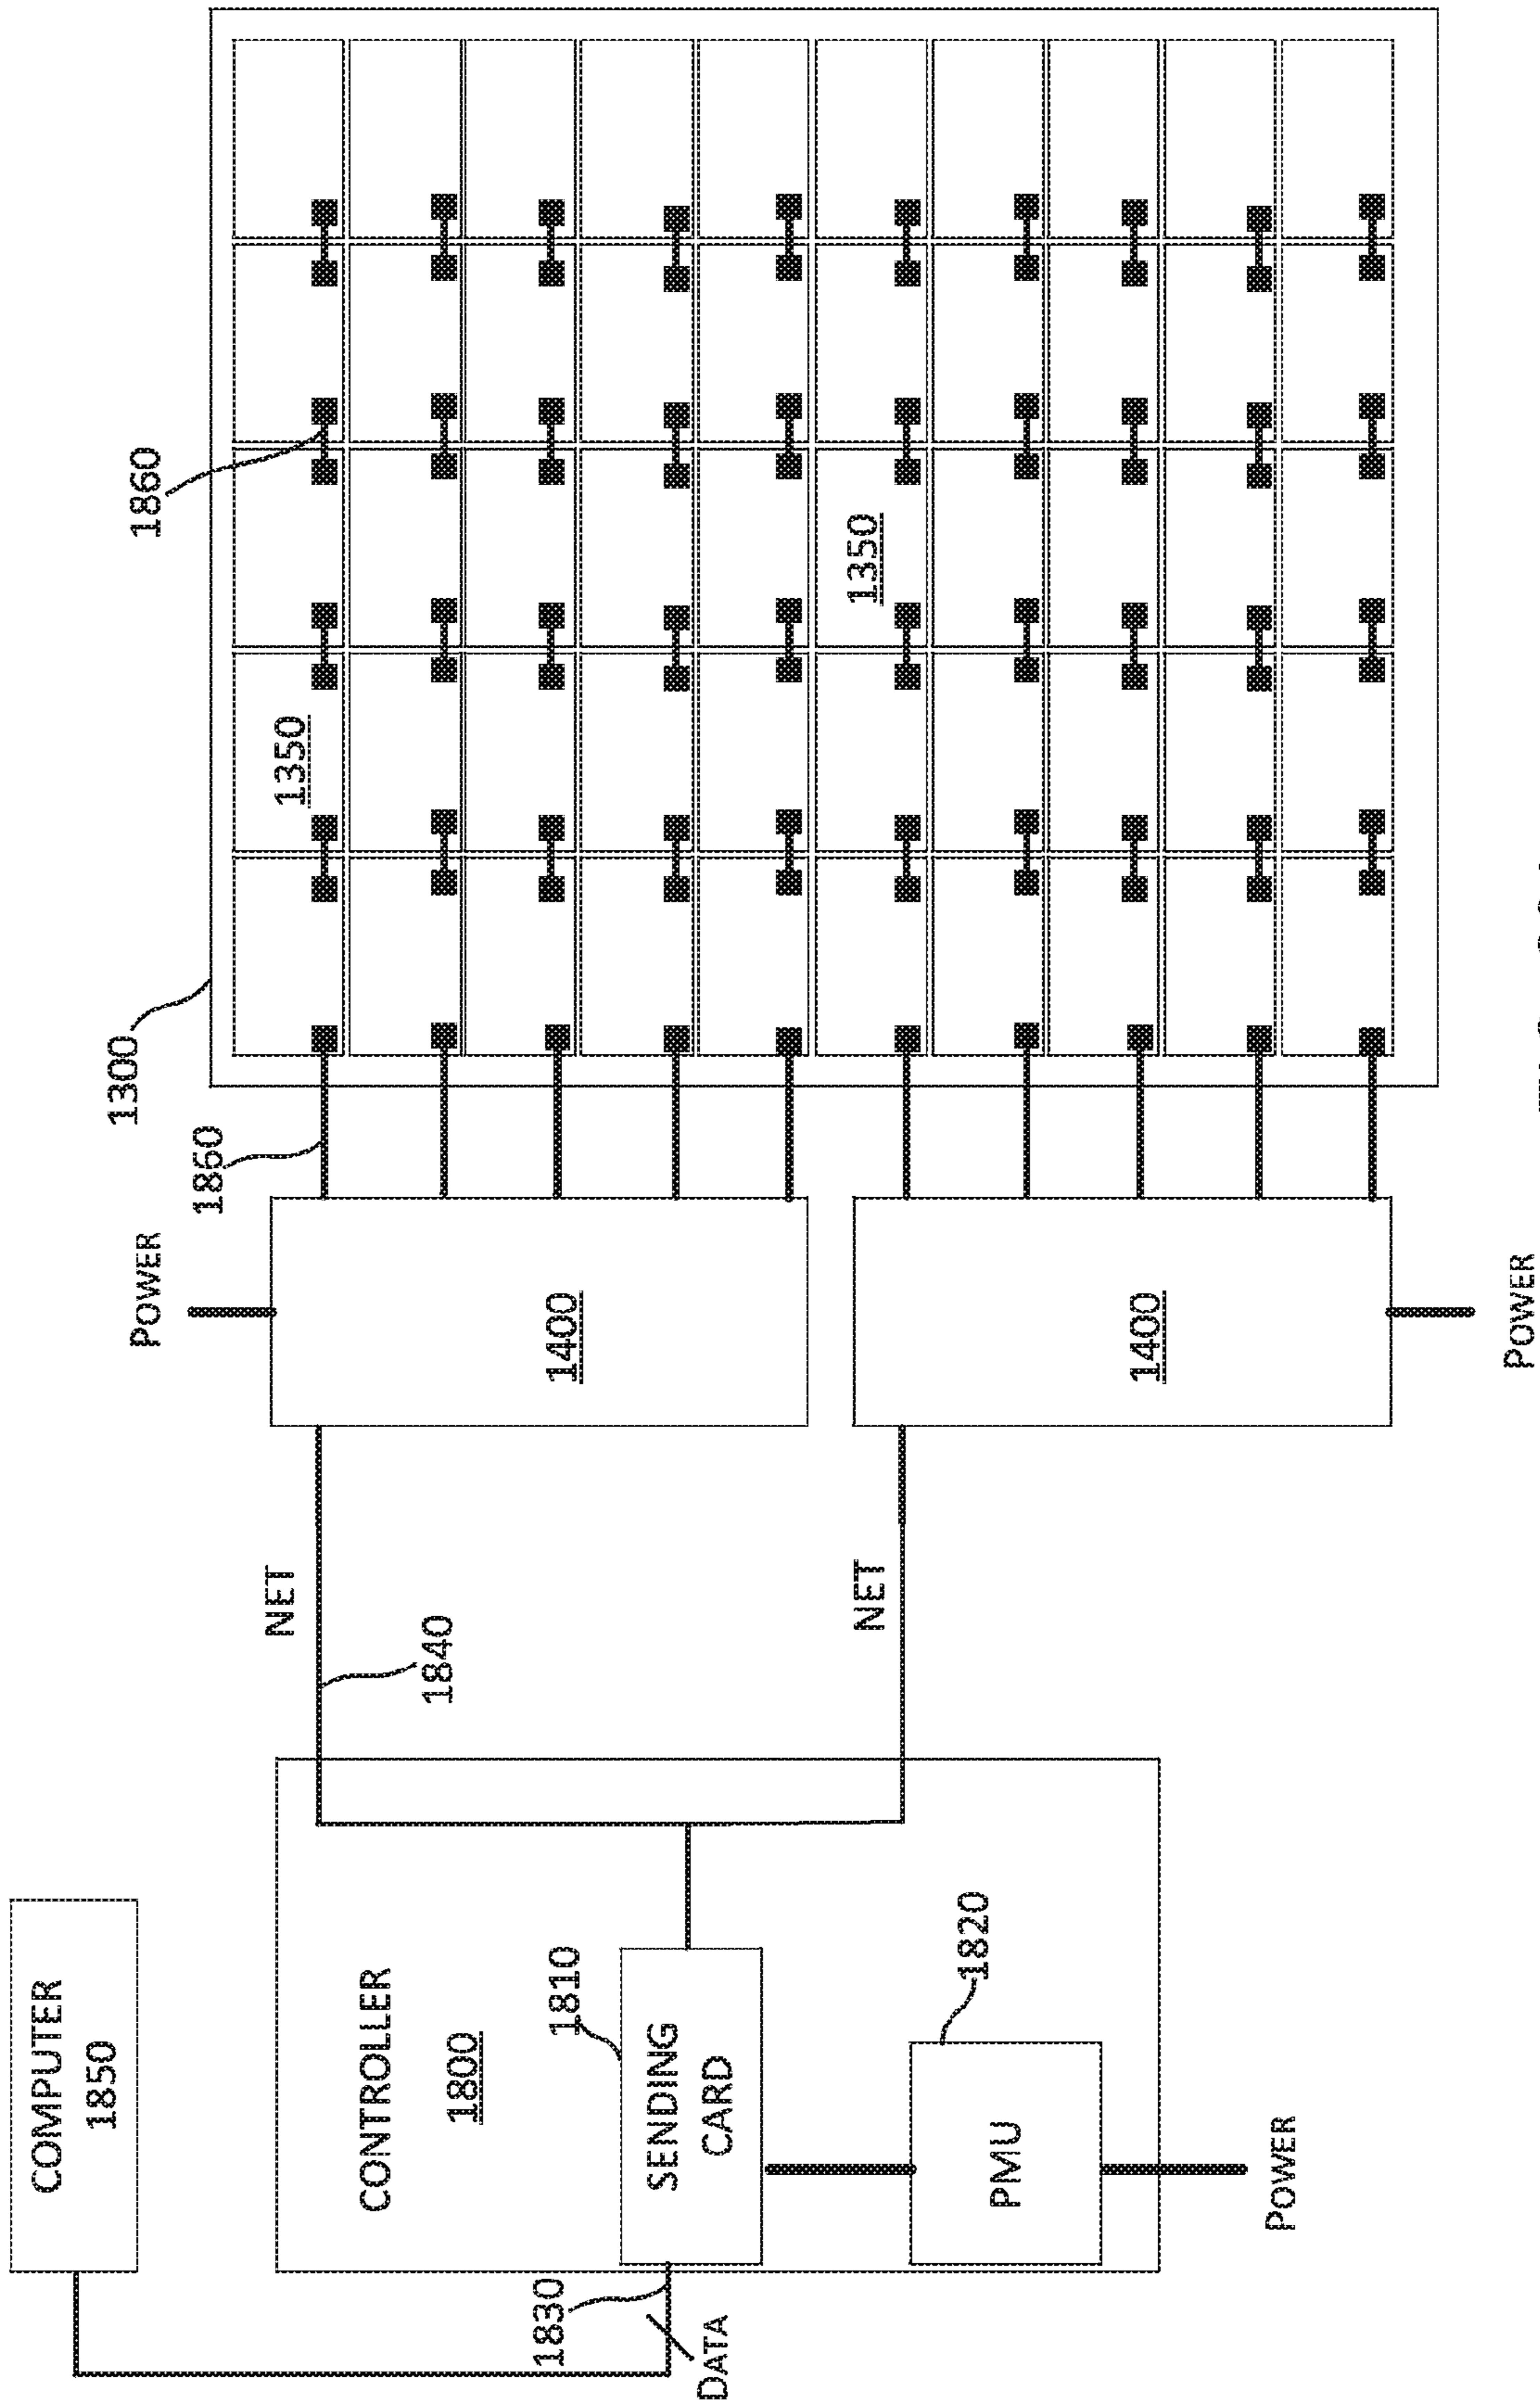 COMPUTER
1850
1300
1860
POWER
1860
NET
1350
CONTROLLER
1840
1800
1830
1810
1400
SENDING
CARD
DATA
NET
1350
1820
PMU
1400
POWER
POWER